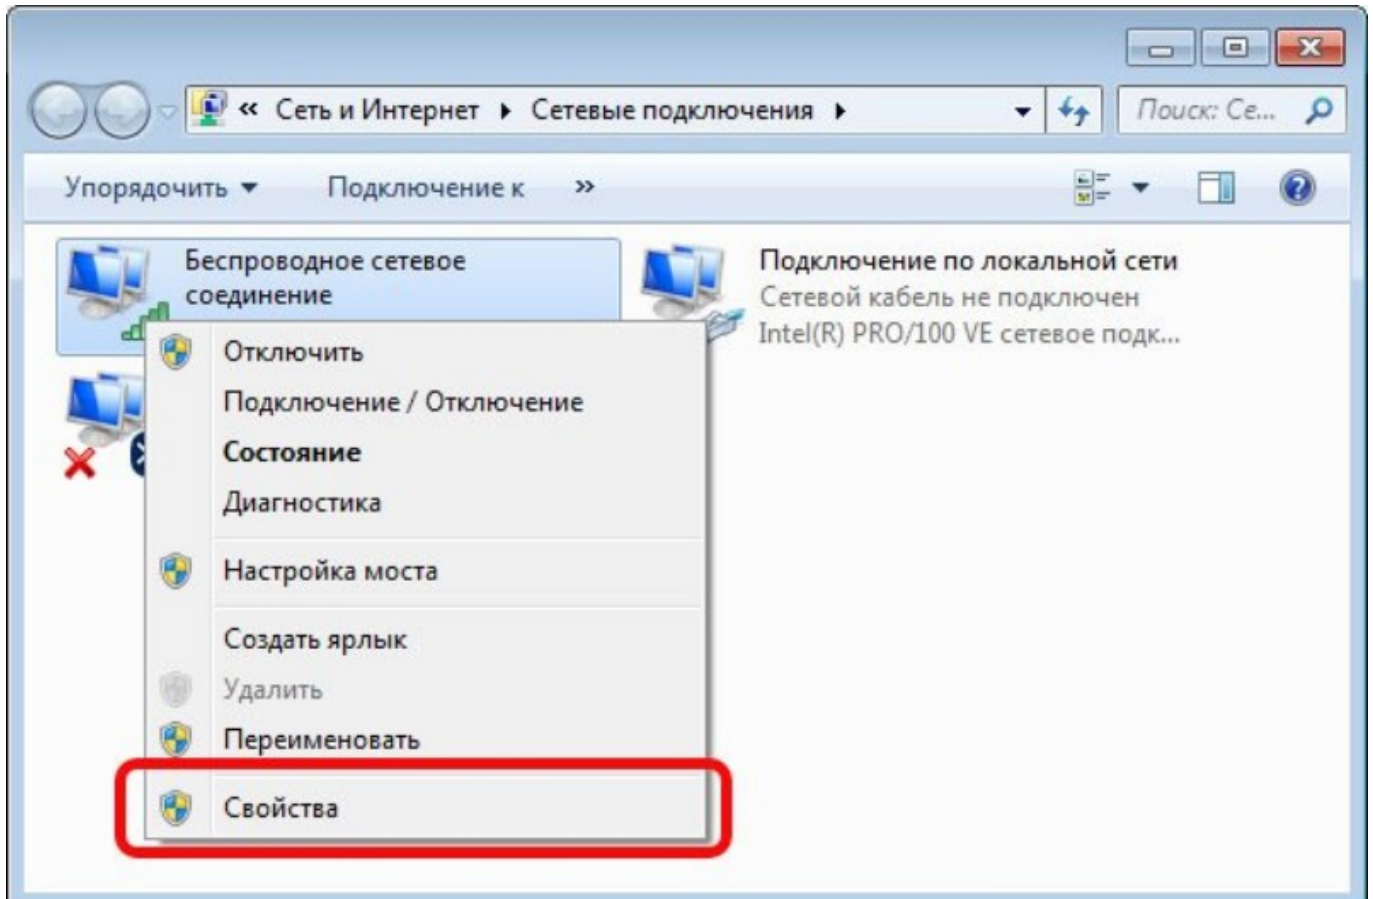 « Сеть и Интернет Сетевые подключения
Поиск: Се...
Упорядочить Подключение к »
Беспроводное сетевое
соединение
Подключение по локальной сети
Сетевой кабель не подключен
Intel(R) PRO/100 VE сетевое подк...
Отключить
Подключение / Отключение
Состояние
Диагностика
Настройка моста
Создать ярлык
Удалить
Переименовать
Свойства